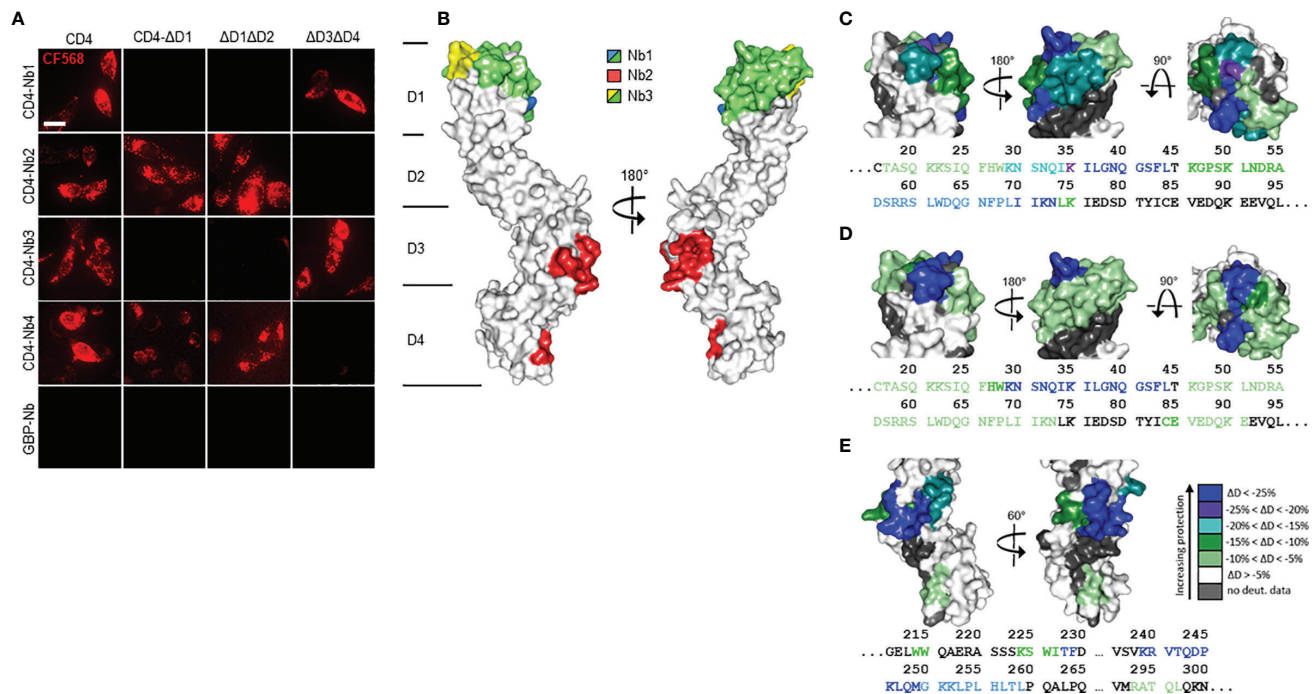 A
CD4
CD4-ΔD1
ΔD1ΔD2
ΔD3ΔD4
CF568
CD4-Nb1
CD4-Nb2
CD4-Nb3
CD4-Nb4
GBP-Nb
B
D1
D2
D3
D4
Nb1
Nb2
Nb3
180°
C
180°
90°
30 35 40 45 50 55
...CTASQ KKSIQ FHWKN SNQIK ILGNQ GSFLT KGPSK LNDRA
60 65 70 75 80 85 90 95
DSRRS LWDQG NFPLI IKNLK IEDSD TYICE VEDQK EEVQL...
D
180°
90°
20 25 30 35 40 45 50 55
...CTASQ KKSIQ FHWKN SNQIK ILGNQ GSFLT KGPSK LNDRA
60 65 70 75 80 85 90 95
DSRRS LWDQG NFPLI IKNLK IEDSD TYICE VEDQK EEVQL...
E
60°
Increasing protection
ΔD < -25%
-25% < ΔD < -20%
-20% < ΔD < -15%
-15% < ΔD < -10%
-10% < ΔD < -5%
ΔD > -5%
no deut. data
215 220 225 230 240 245
...GELWW QAERA SSSKS WITFD ... VSVKR VTQDP
250 255 260 265 295 300
KLQMG KKLPL HLTLP QALPQ ... VMRAT QLQKN...